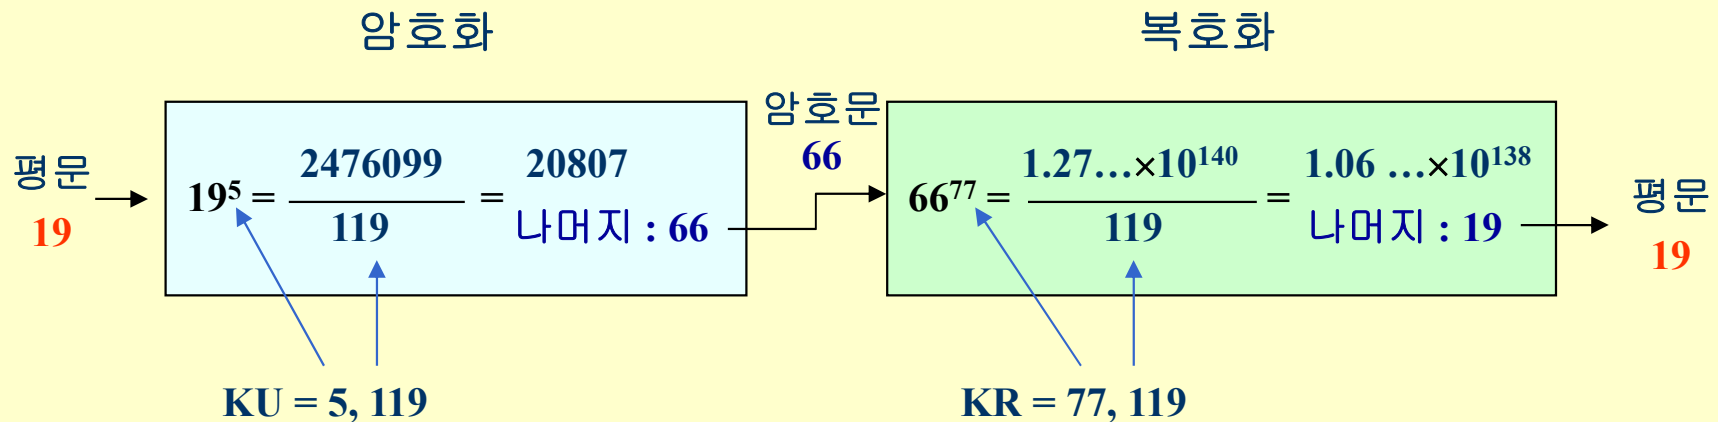 암호화
복호화
평문
19
19⁵ = 2476099 / 119 = 20807
나머지 : 66
암호문
66
66⁷⁷ = 1.27…×10¹⁴⁰ / 119 = 1.06 …×10¹³⁸
나머지 : 19
평문
19
KU = 5, 119
KR = 77, 119